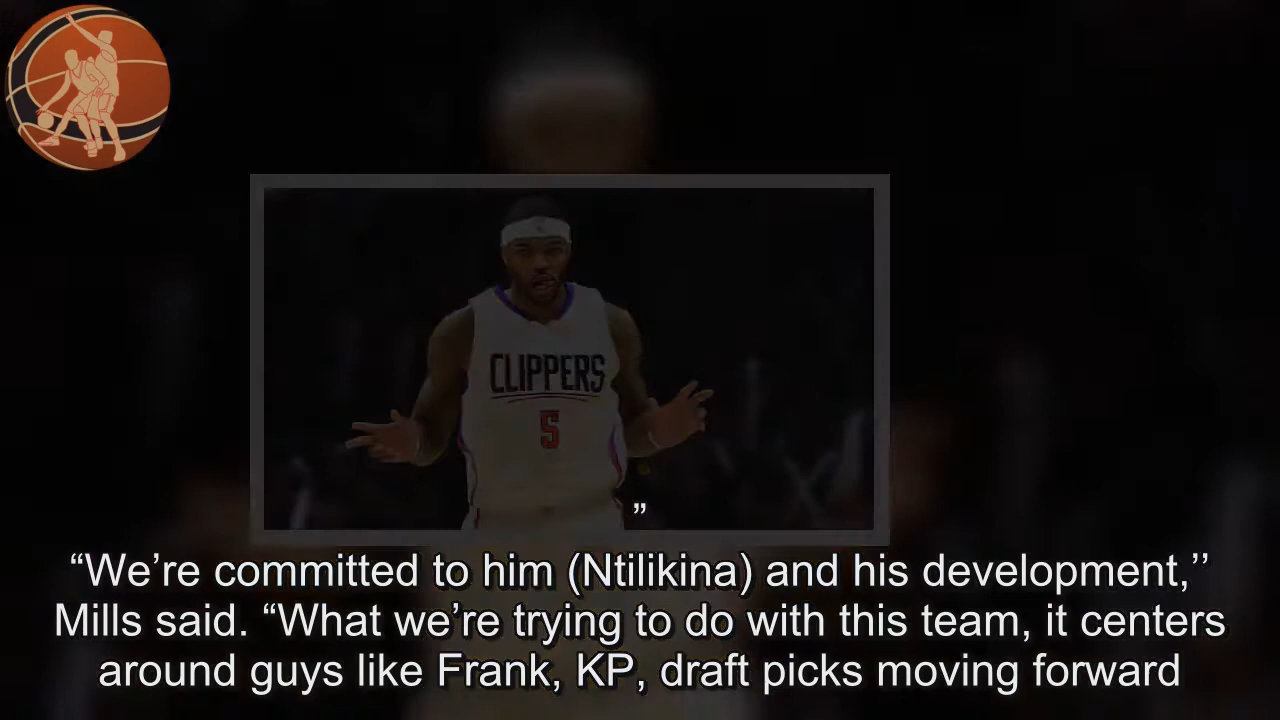 CLIPPERS
5
”
“We’re committed to him (Ntilikina) and his development,’’
Mills said. “What we’re trying to do with this team, it centers
around guys like Frank, KP, draft picks moving forward